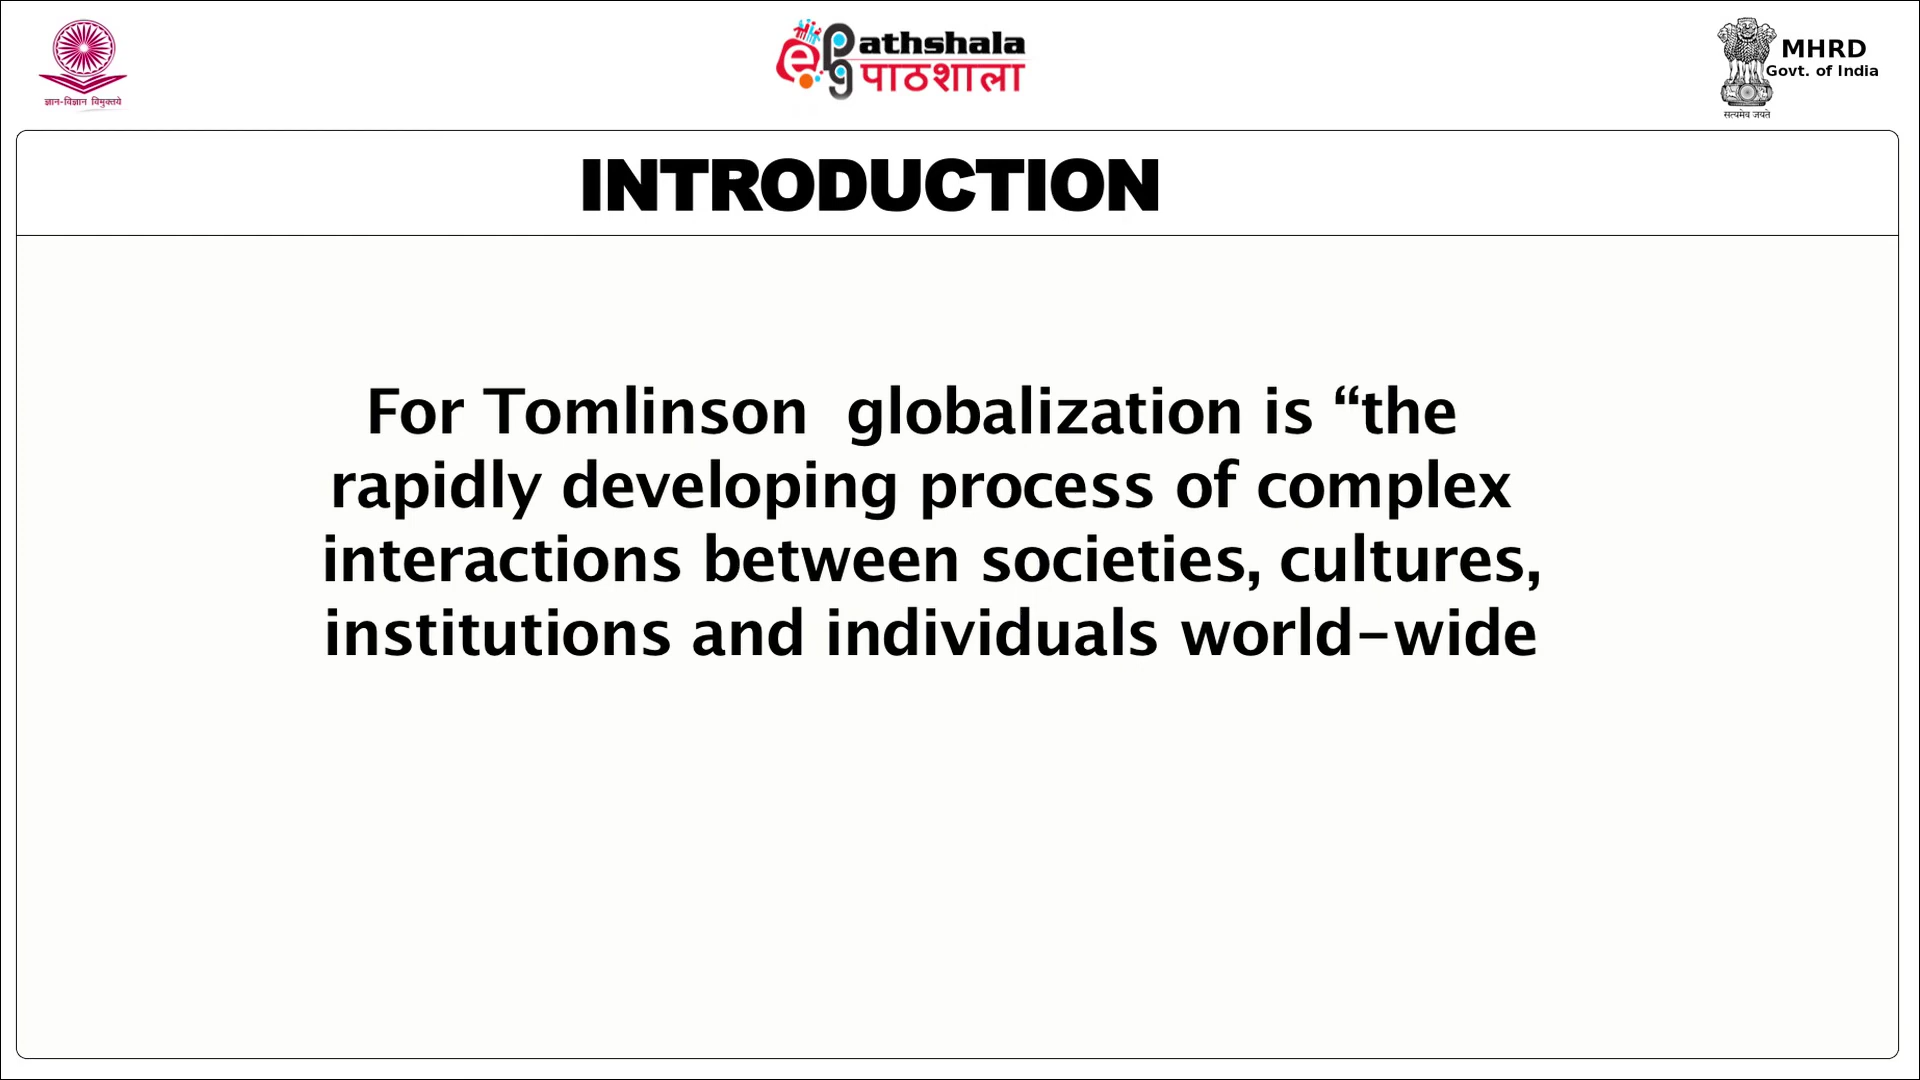 ज्ञान-विज्ञान विमुक्तये
epg athshala
पाठशाला
MHRD
Govt. of India
सत्यमेव जयते
INTRODUCTION
For Tomlinson  globalization is “the
rapidly developing process of complex
interactions between societies, cultures,
institutions and individuals world-wide